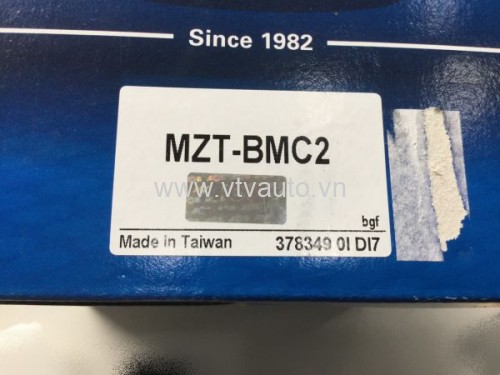 Since 1982
MZT-BMC2
www.vtvauto.vn
bgf
Made in Taiwan 378349 0I DI7